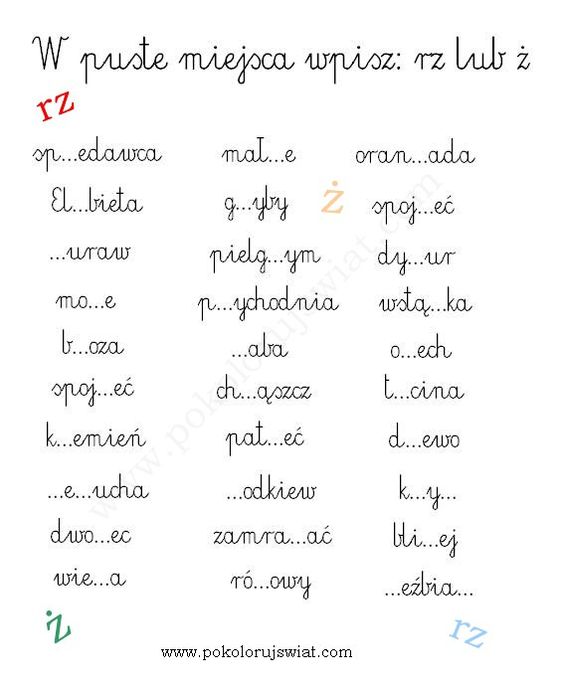 W puste miejsca wpisz: rz lub ż
rz
sp...edawca mał...e oran...ada
El...bieta g...yby ż spoj...eć
...uraw pielg...ym dy...ur
mo...e p...ychodnia wstą...ka
b...oza ...aba o...ech
spoj...eć ch...ąszcz t...cina
k...emień pat...eć d...ewo
...e...ucha ...odkiew k...y...
dwo...ec zamra...ać bli...ej
wie...a ró...owy ...eźbia...
ż rz
www.pokolorujswiat.com
www.pokolorujswiat.com